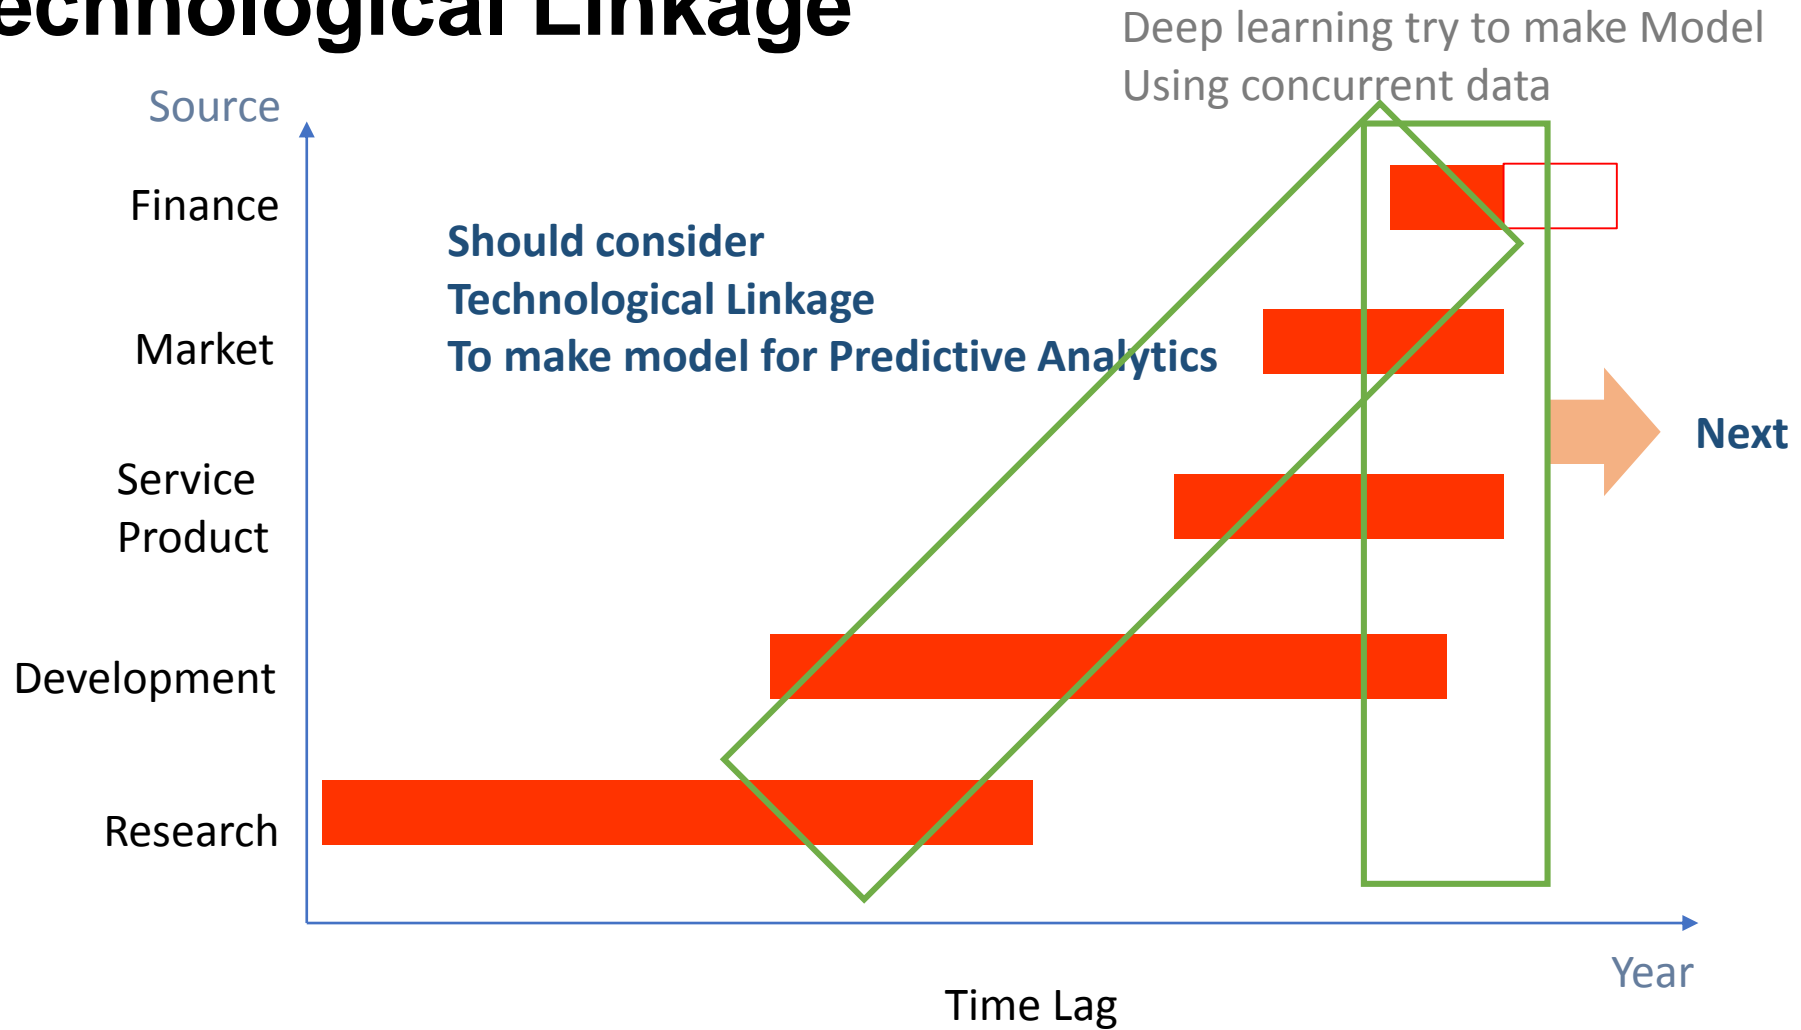 echnological Linkage
Deep learning try to make Model
Using concurrent data
Source
Finance
Should consider
Technological Linkage
To make model for Predictive Analytics
Market
Next
Service
Product
Development
Research
Year
Time Lag